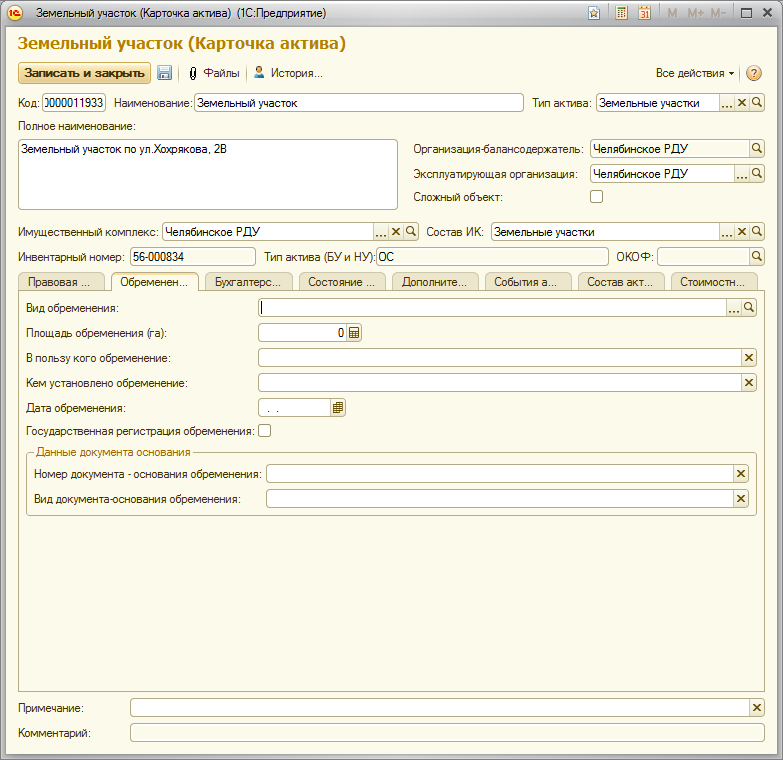 Земельный участок (Карточка актива) (1С:Предприятие)
M M+ M-
Земельный участок (Карточка актива)
Записать и закрыть Файлы История... Все действия ?
Код: 0000011933 Наименование: Земельный участок Тип актива: Земельные участки
Полное наименование:
Земельный участок по ул.Хохрякова, 2В
Организация-балансодержатель: Челябинское РДУ
Эксплуатирующая организация: Челябинское РДУ
Сложный объект:
Имущественный комплекс: Челябинское РДУ Состав ИК: Земельные участки
Инвентарный номер: 56-000834 Тип актива (БУ и НУ): ОС ОКОФ:
Правовая ... Обременен... Бухгалтерс... Состояние ... Дополните... События а... Состав акт... Стоимостн...
Вид обременения:
Площадь обременения (га): 0
В пользу кого обременение:
Кем установлено обременение:
Дата обременения: . .
Государственная регистрация обременения:
Данные документа основания
Номер документа - основания обременения:
Вид документа-основания обременения:
Примечание:
Комментарий: